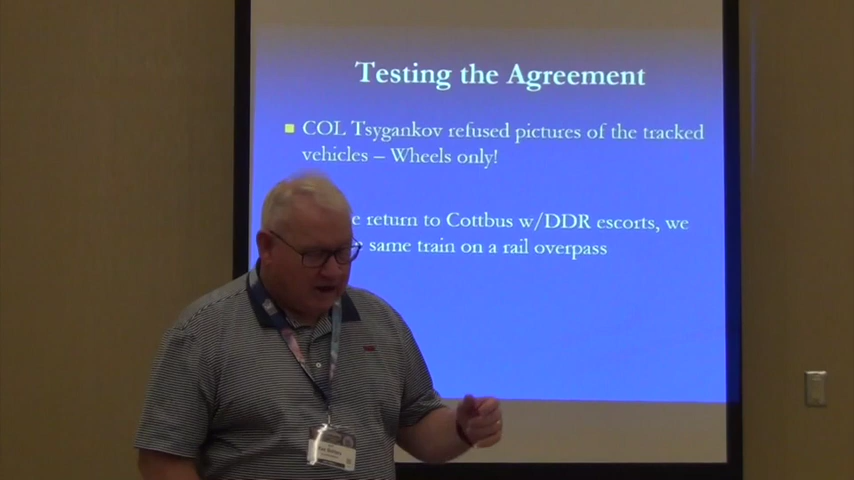 Testing the Agreement
COL Tsygankov refused pictures of the tracked
vehicles – Wheels only!
e return to Cottbus w/DDR escorts, we
same train on a rail overpass